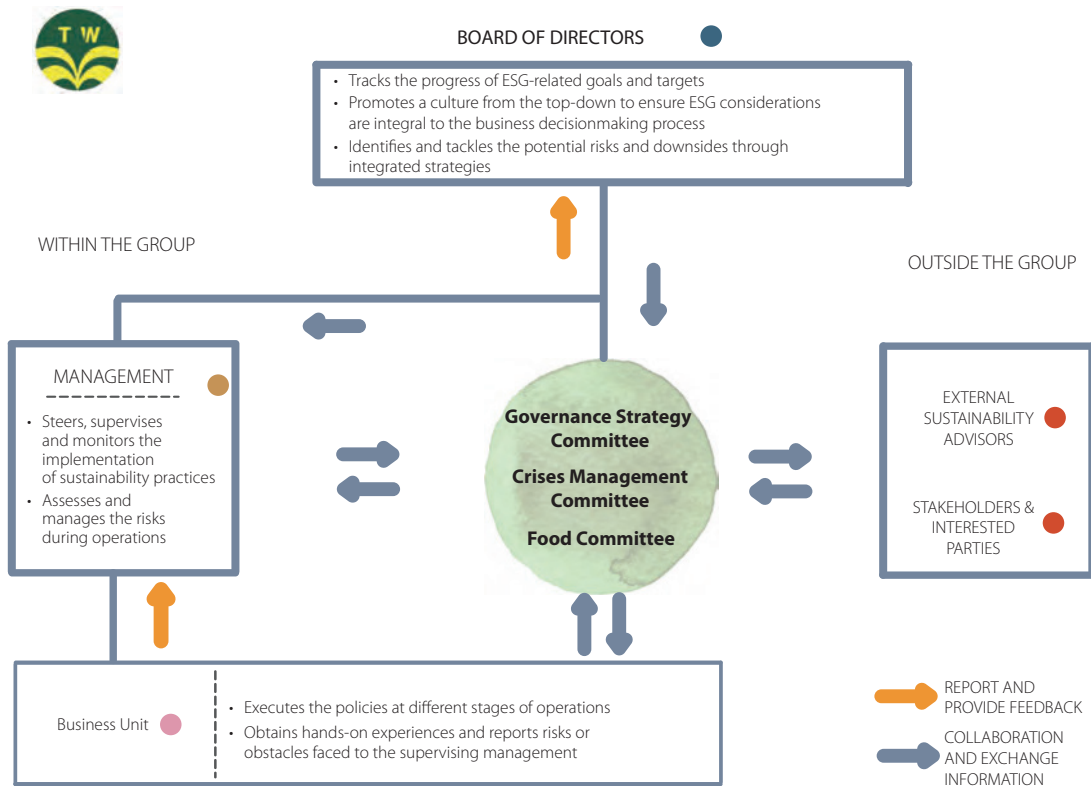 T W
BOARD OF DIRECTORS
• Tracks the progress of ESG-related goals and targets
• Promotes a culture from the top-down to ensure ESG considerations
are integral to the business decisionmaking process
• Identifies and tackles the potential risks and downsides through
integrated strategies
WITHIN THE GROUP
OUTSIDE THE GROUP
MANAGEMENT
• Steers, supervises
and monitors the
implementation
of sustainability practices
• Assesses and
manages the risks
during operations
Governance Strategy
Committee
Crises Management
Committee
Food Committee
EXTERNAL
SUSTAINABILITY
ADVISORS
STAKEHOLDERS &
INTERESTED
PARTIES
Business Unit
• Executes the policies at different stages of operations
• Obtains hands-on experiences and reports risks or
obstacles faced to the supervising management
REPORT AND
PROVIDE FEEDBACK
COLLABORATION
AND EXCHANGE
INFORMATION